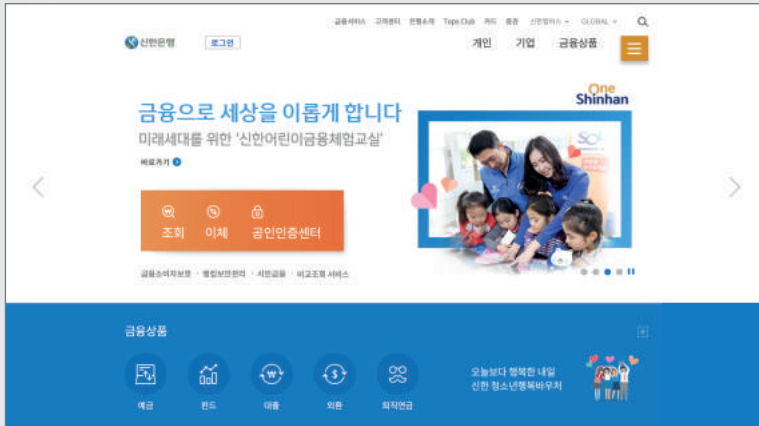 금융서비스 고객센터 은행소개 Tops Club 카드 증권 신한멤버스 GLOBAL
신한은행 로그인 개인 기업 금융상품
One
Shinhan
금융으로 세상을 이롭게 합니다
미래세대를 위한 '신한어린이금융체험교실'
바로가기
조회 이체 공인인증센터
금융소비자보호 · 웹접보안관리 · 서민금융 · 비교조회 서비스
금융상품
오늘보다 행복한 내일
신한 청소년행복바우처
예금 펀드 대출 외환 퇴직연금